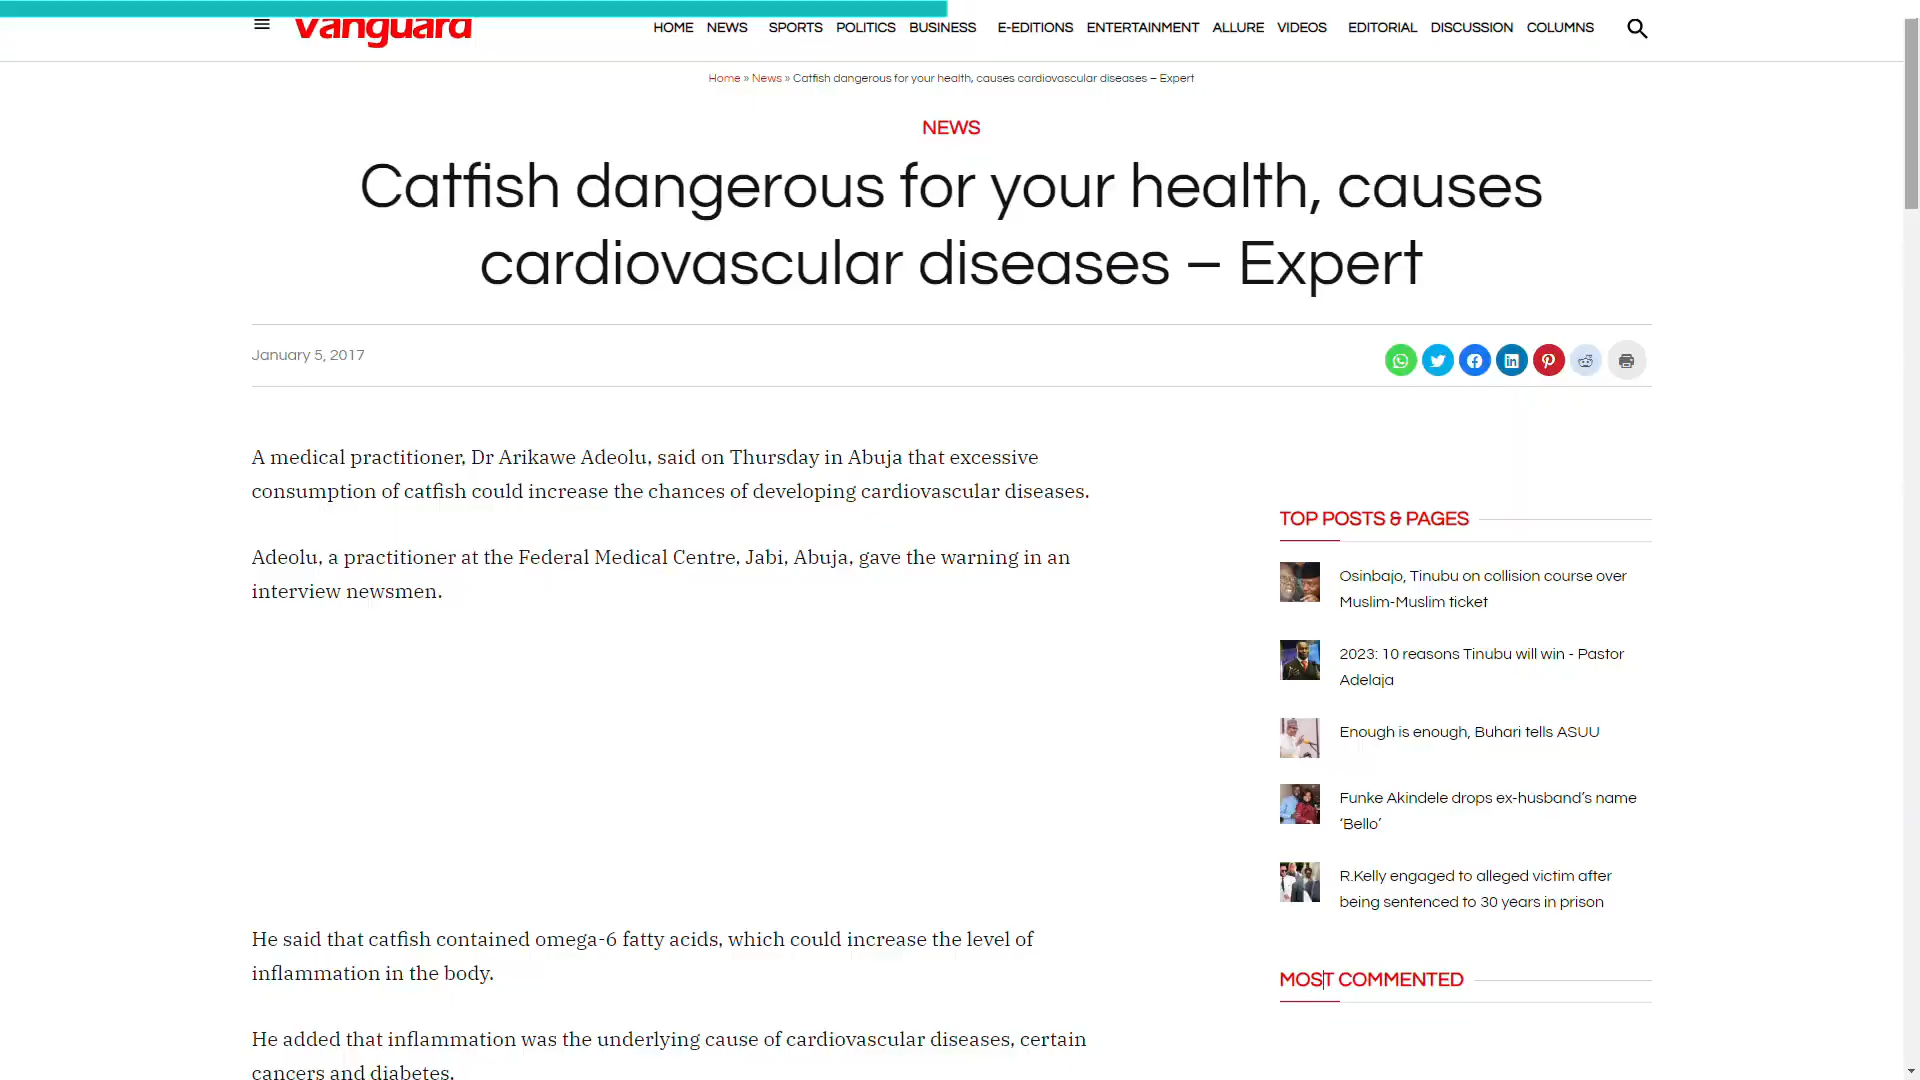 vanguard
HOME NEWS SPORTS POLITICS BUSINESS E-EDITIONS ENTERTAINMENT ALLURE VIDEOS EDITORIAL DISCUSSION COLUMNS
Home » News » Catfish dangerous for your health, causes cardiovascular diseases – Expert
NEWS
Catfish dangerous for your health, causes
cardiovascular diseases – Expert
January 5, 2017
A medical practitioner, Dr Arikawe Adeolu, said on Thursday in Abuja that excessive
consumption of catfish could increase the chances of developing cardiovascular diseases.
Adeolu, a practitioner at the Federal Medical Centre, Jabi, Abuja, gave the warning in an
interview newsmen.
He said that catfish contained omega-6 fatty acids, which could increase the level of
inflammation in the body.
He added that inflammation was the underlying cause of cardiovascular diseases, certain
cancers and diabetes.
TOP POSTS & PAGES
Osinbajo, Tinubu on collision course over
Muslim-Muslim ticket
2023: 10 reasons Tinubu will win - Pastor
Adelaja
Enough is enough, Buhari tells ASUU
Funke Akindele drops ex-husband’s name
‘Bello’
R.Kelly engaged to alleged victim after
being sentenced to 30 years in prison
MOST COMMENTED